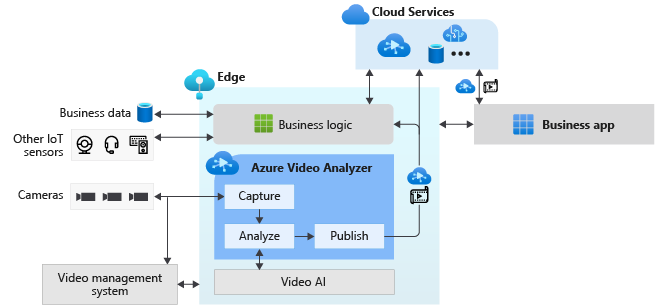 Cloud Services
Edge
Business data
Business logic
Business app
Other IoT
sensors
Azure Video Analyzer
Cameras
Capture
Analyze
Publish
Video management
system
Video AI